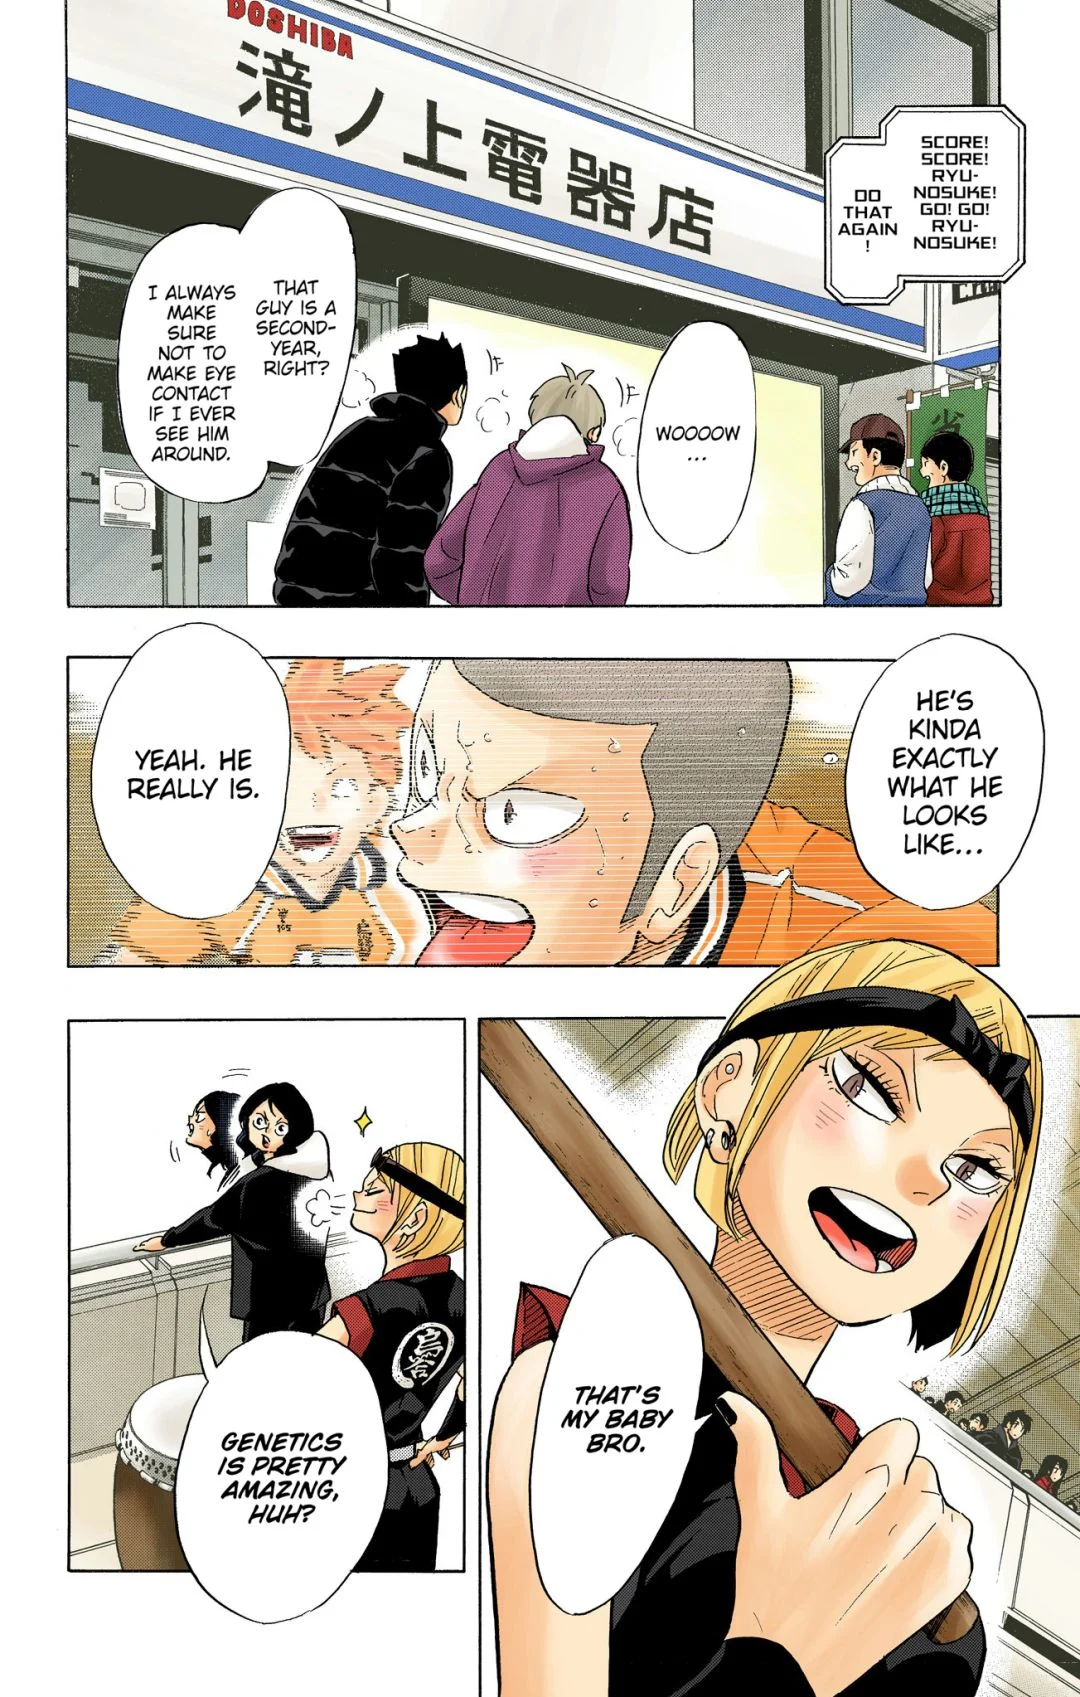 DOSHIBA
滝ノ上電器店
SCORE!
SCORE!
RYU-
NOSUKE!
GO! GO!
RYU-
NOSUKE!
DO
THAT
AGAIN
!
WOOOOW
...
THAT
GUY IS A
SECOND-
YEAR,
RIGHT?
I ALWAYS
MAKE
SURE
NOT TO
MAKE EYE
CONTACT
IF I EVER
SEE HIM
AROUND.
HE'S
KINDA
EXACTLY
WHAT HE
LOOKS
LIKE...
YEAH. HE
REALLY IS.
THAT'S
MY BABY
BRO.
GENETICS
IS PRETTY
AMAZING,
HUH?